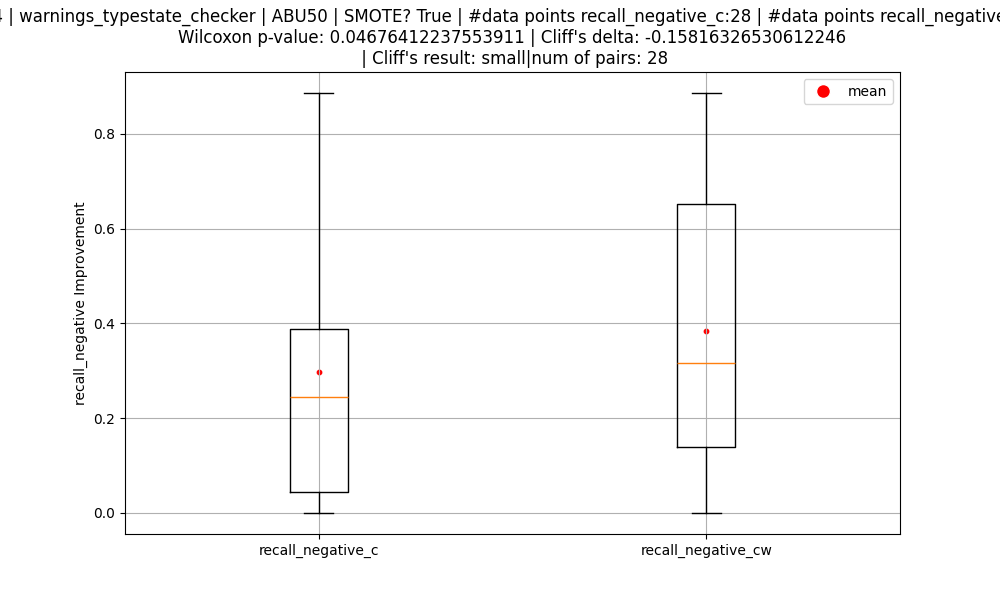 | warnings_typestate_checker | ABU50 | SMOTE? True | #data points recall_negative_c:28 | #data points
Wilcoxon p-value: 0.04676412237553911 | Cliff's delta: -0.15816326530612246
| Cliff's result: small|num of pairs: 28
mean
0.8
0.6
0.4
0.2
0.0
recall_negative Improvement
recall_negative_c
recall_negative_cw